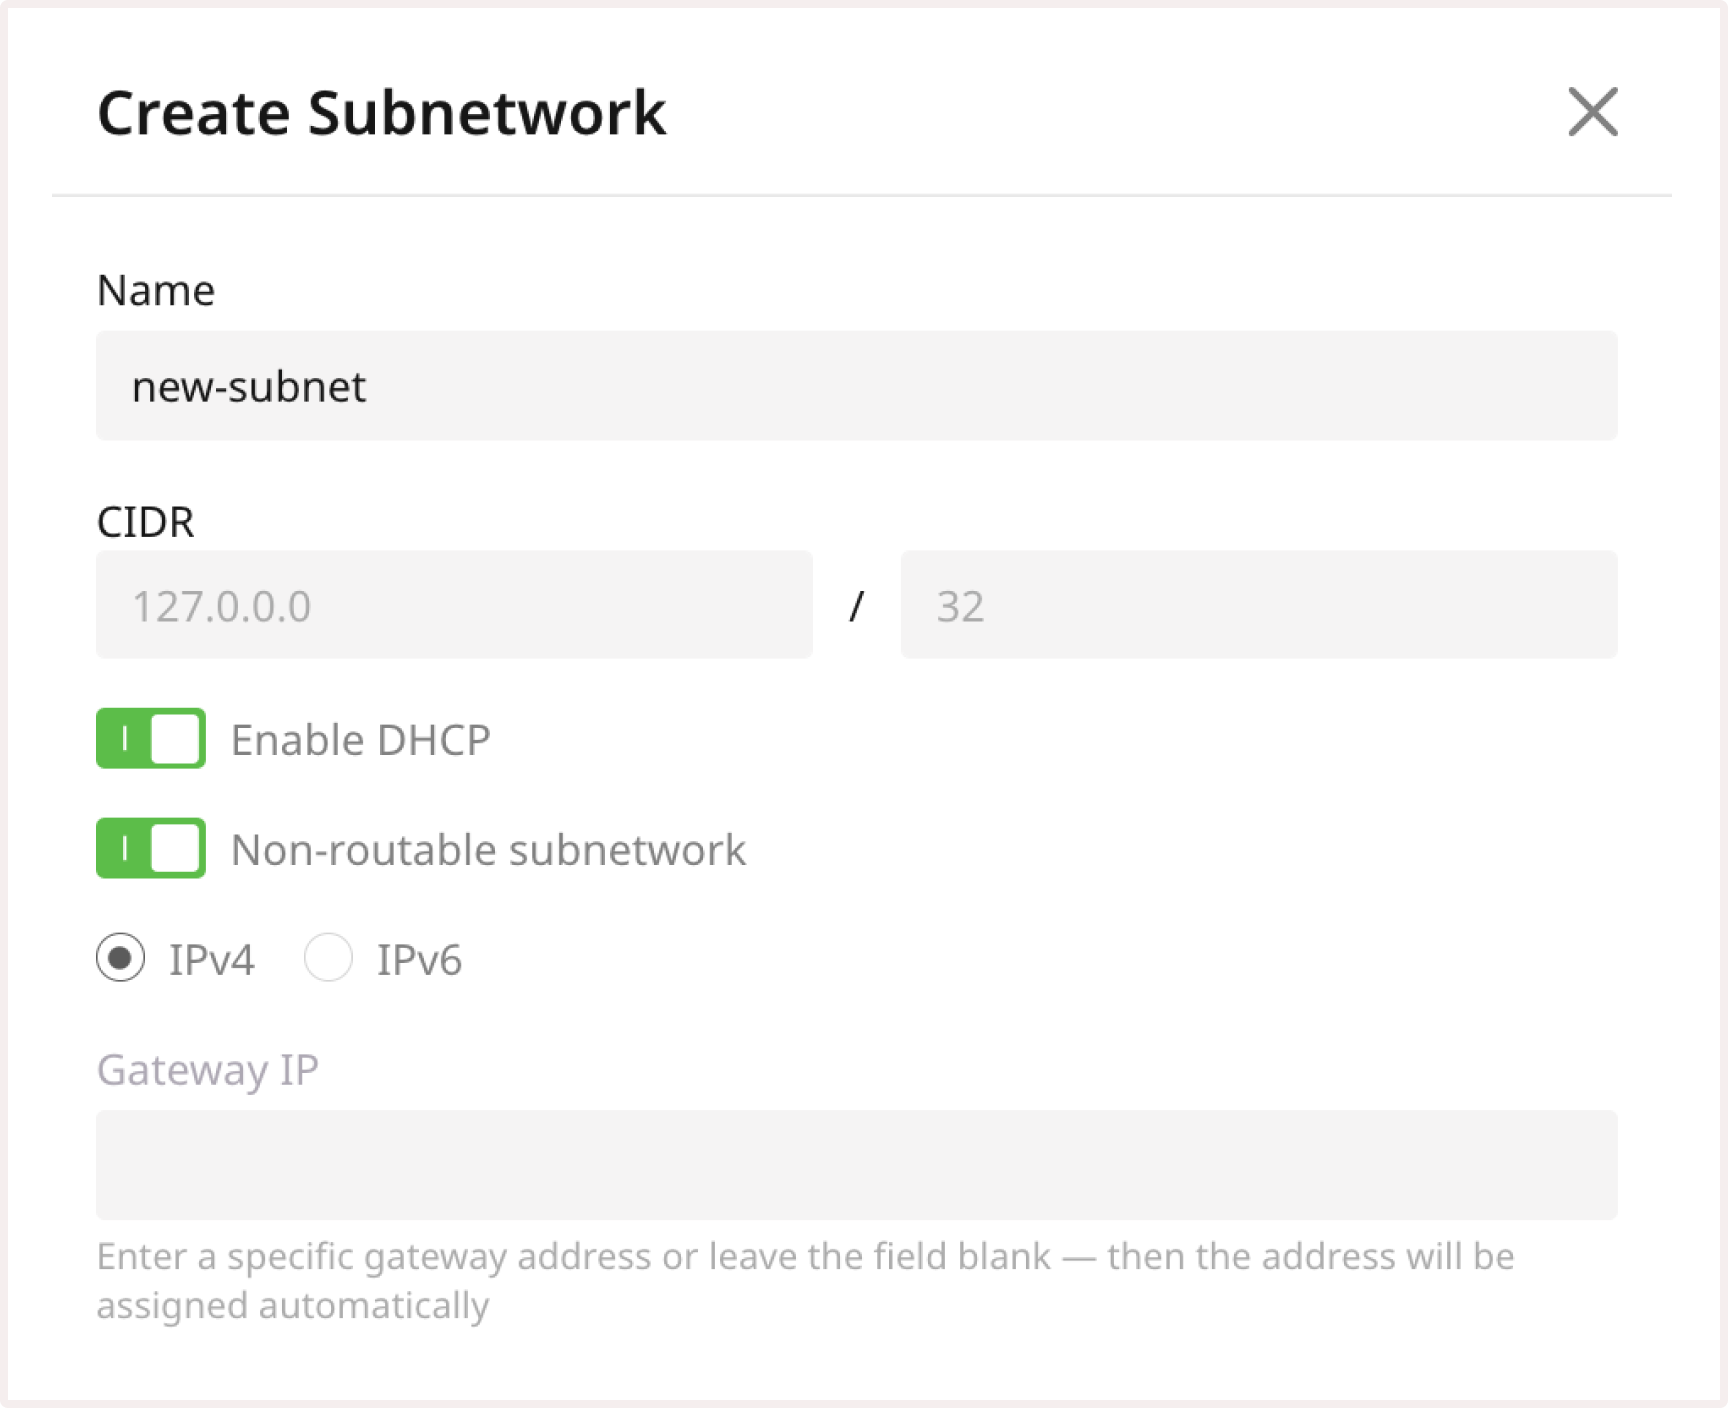 Create Subnetwork
Name
new-subnet
CIDR
127.0.0.0 / 32
Enable DHCP
Non-routable subnetwork
IPv4 IPv6
Gateway IP
Enter a specific gateway address or leave the field blank — then the address will be
assigned automatically